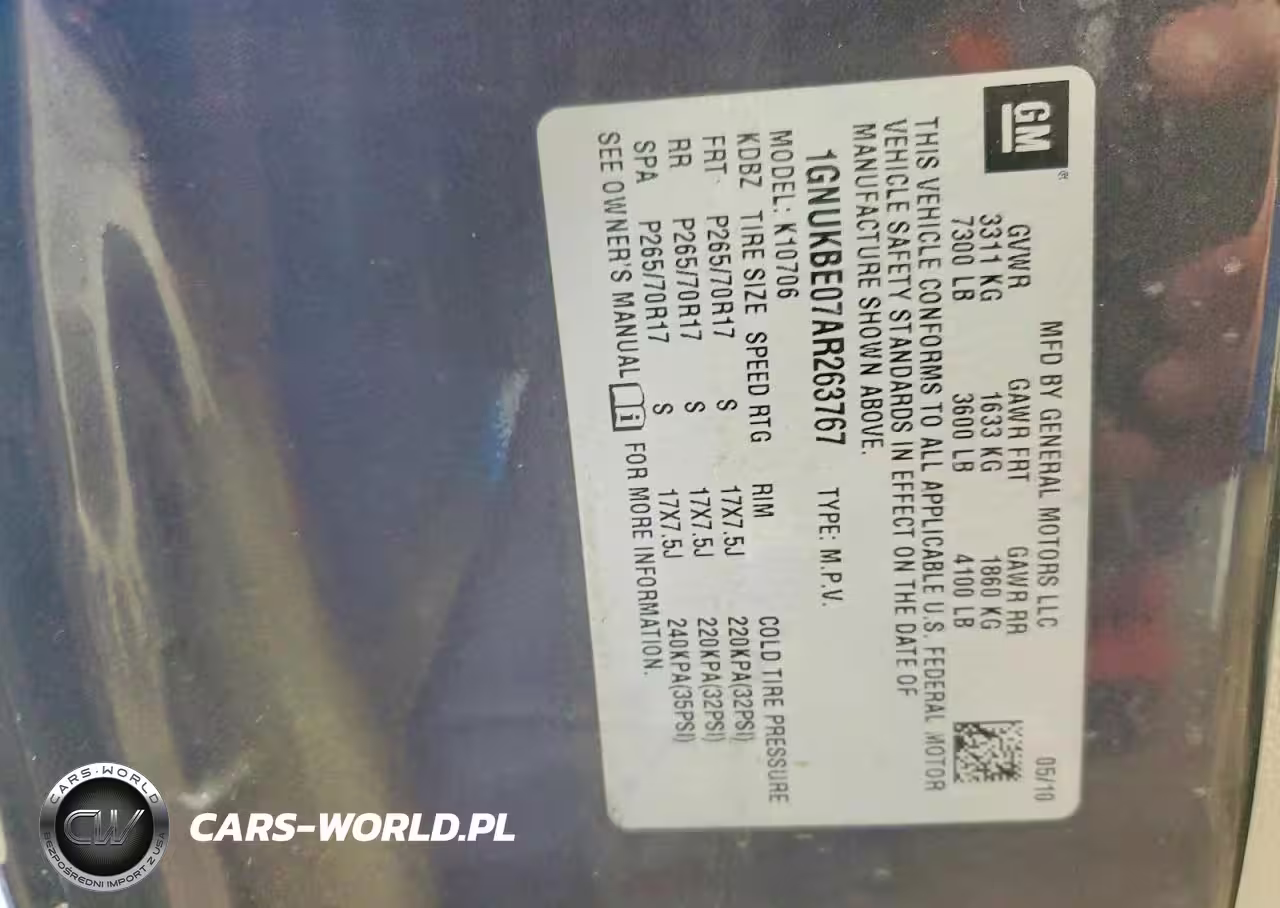 GM
MFD BY GENERAL MOTORS LLC 05/10
GVWR GAWR FRT GAWR RR
3311 KG 1633 KG 1860 KG
7300 LB 3600 LB 4100 LB
THIS VEHICLE CONFORMS TO ALL APPLICABLE U.S. FEDERAL MOTOR
VEHICLE SAFETY STANDARDS IN EFFECT ON THE DATE OF
MANUFACTURE SHOWN ABOVE.
1GNUKBE07AR263767 TYPE: M.P.V.
MODEL: K10706
KDBZ TIRE SIZE SPEED RTG RIM COLD TIRE PRESSURE
FRT P265/70R17 S 17X7.5J 220KPA(32PSI)
RR P265/70R17 S 17X7.5J 220KPA(32PSI)
SPA P265/70R17 S 17X7.5J 240KPA(35PSI)
SEE OWNER'S MANUAL i FOR MORE INFORMATION.
CARS-WORLD
CW
BEZPOŚREDNI IMPORT Z USA
CARS-WORLD.PL